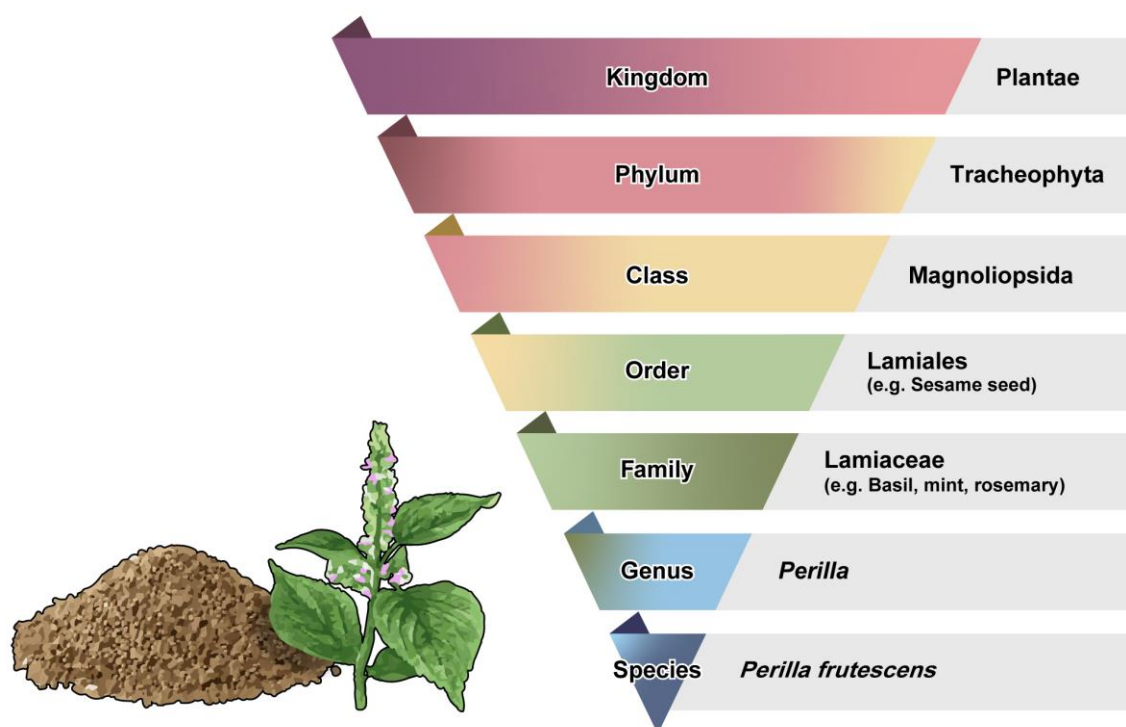 Kingdom Plantae
Phylum Tracheophyta
Class Magnoliopsida
Order Lamiales
(e.g. Sesame seed)
Family Lamiaceae
(e.g. Basil, mint, rosemary)
Genus Perilla
Species Perilla frutescens